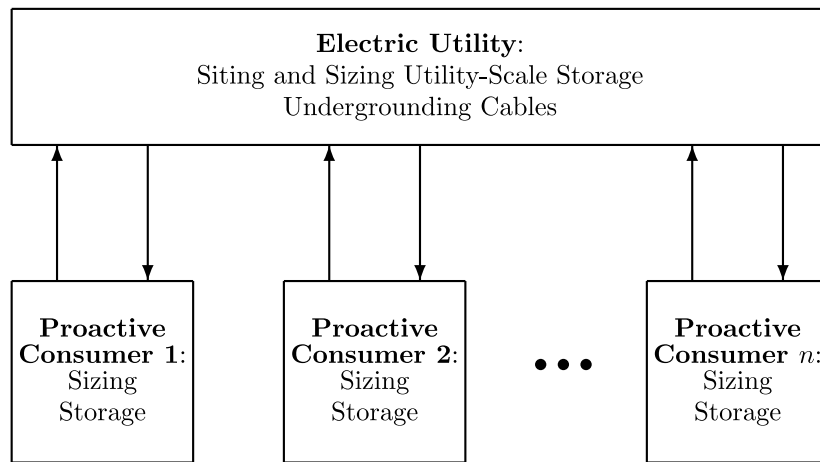 Electric Utility:
Siting and Sizing Utility-Scale Storage
Undergrounding Cables
Proactive
Consumer 1:
Sizing
Storage
Proactive
Consumer 2:
Sizing
Storage
Proactive
Consumer n:
Sizing
Storage